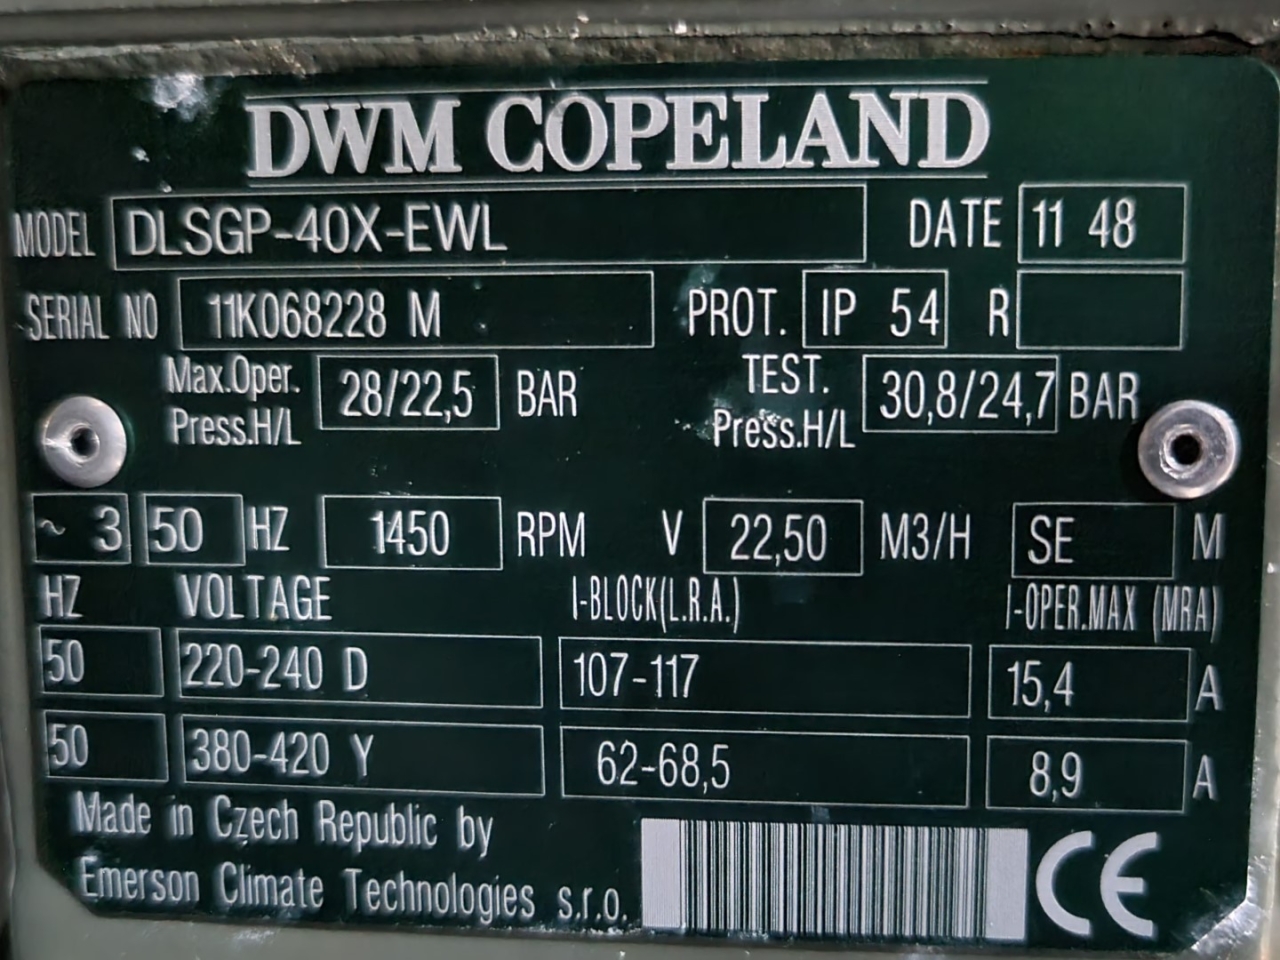 DWM COPELAND
MODEL DLSGP-40X-EWL DATE 11 48
SERIAL NO 11K068228 M PROT. IP 54 R
Max.Oper. Press.H/L 28/22,5 BAR TEST. Press.H/L 30,8/24,7 BAR
~ 3 50 HZ 1450 RPM V 22,50 M3/H SE M
HZ VOLTAGE I-BLOCK(L.R.A.) I-OPER.MAX (MRA)
50 220-240 D 107-117 15,4 A
50 380-420 Y 62-68,5 8,9 A
Made in Czech Republic by
Emerson Climate Technologies s.r.o. CE